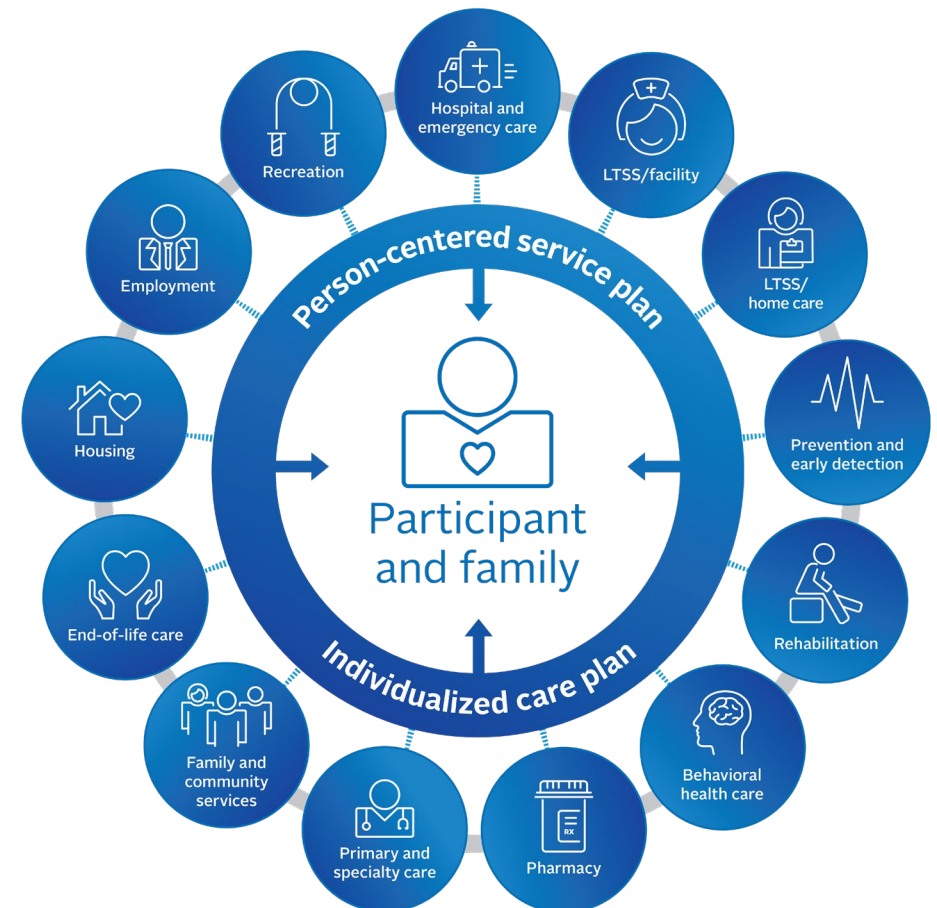 Hospital and
emergency care
LTSS/facility
LTSS/
home care
Prevention and
early detection
Rehabilitation
Behavioral
health care
RX
Pharmacy
Primary and
specialty care
Family and
community
services
End-of-life care
Housing
Employment
Recreation
Person-centered service plan
Participant
and family
Individualized care plan